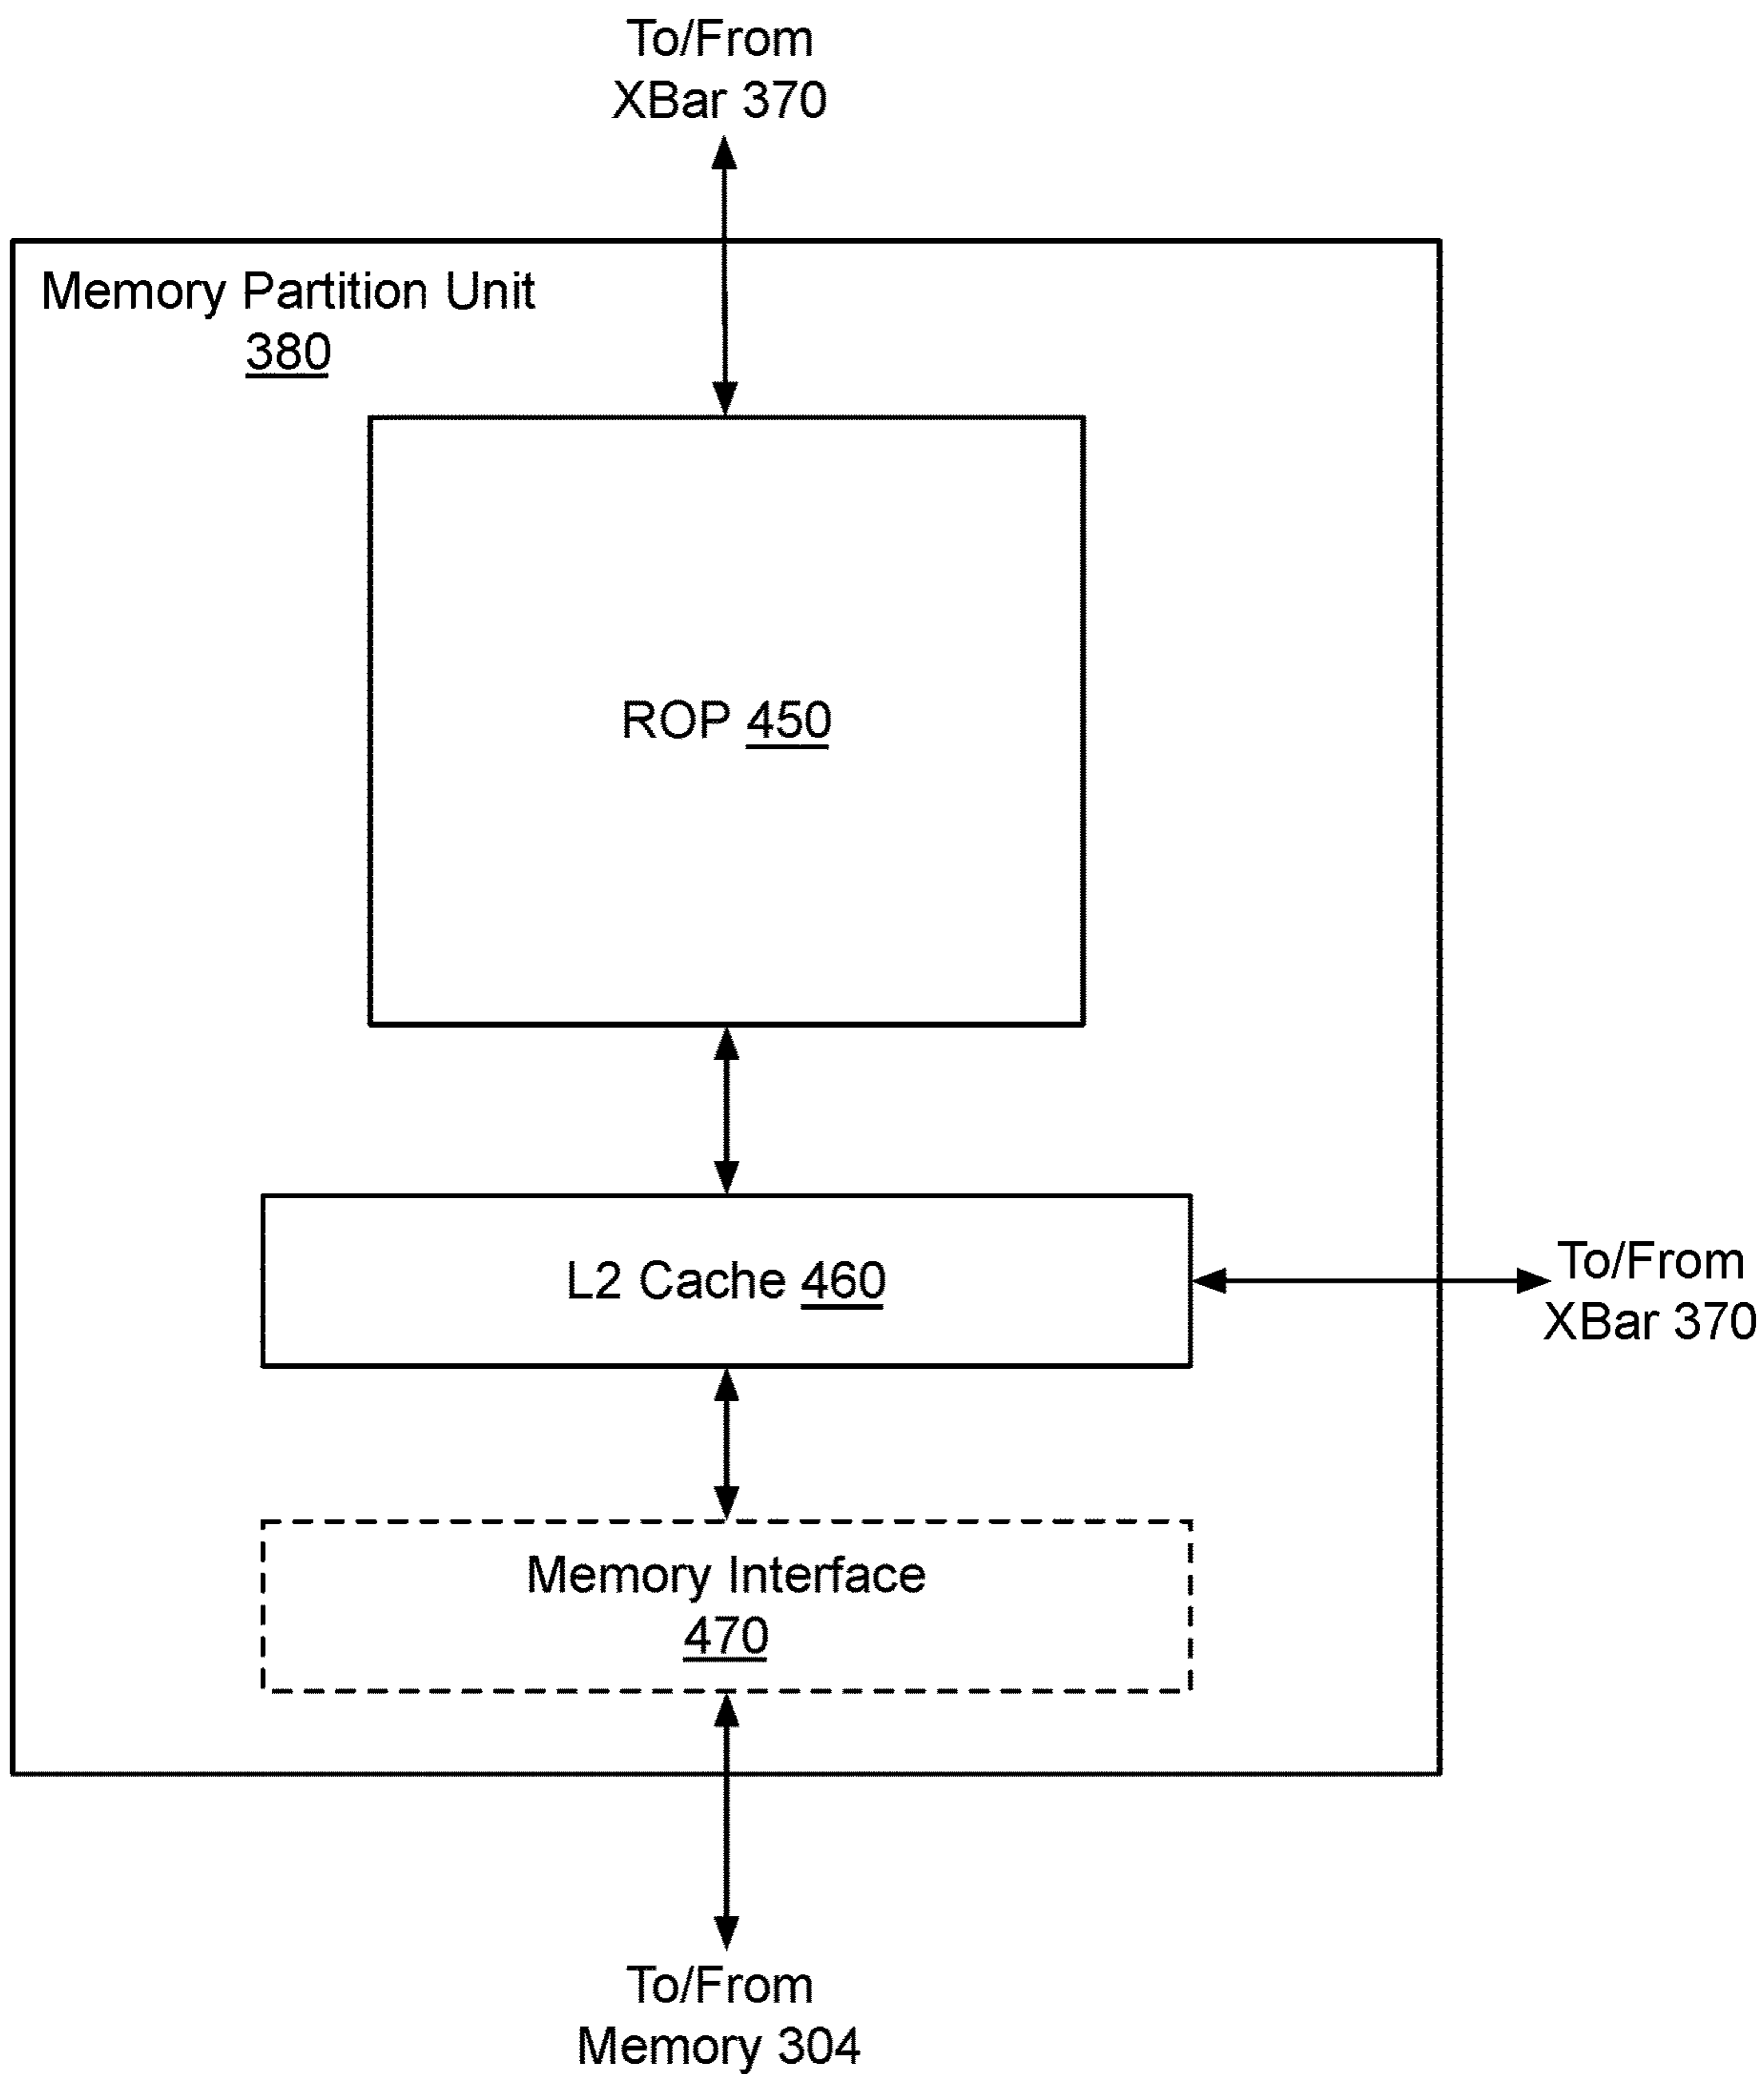 To/From
XBar 370
Memory Partition Unit
380
ROP 450
L2 Cache 460
To/From
XBar 370
Memory Interface
470
To/From
Memory 304